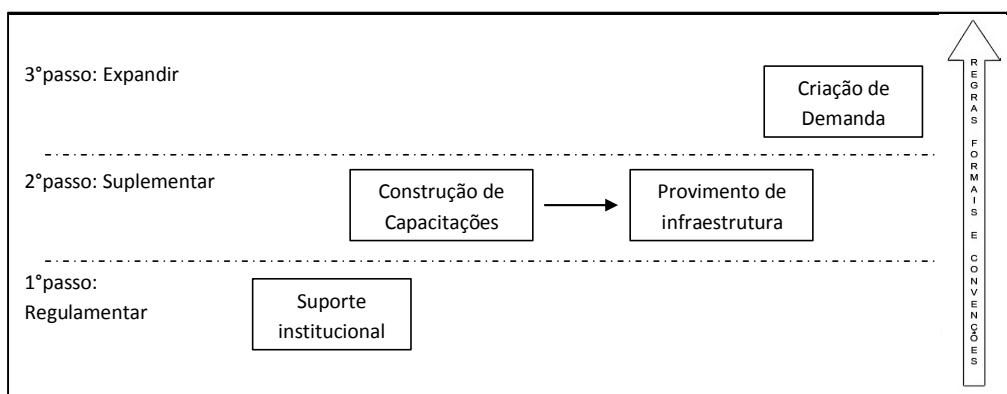 3°passo: Expandir
Criação de
Demanda
2°passo: Suplementar
Construção de
Capacitações
Provimento de
infraestrutura
1°passo:
Regulamentar
Suporte
institucional
REGRAS FORMAIS E CONVENÇÕES